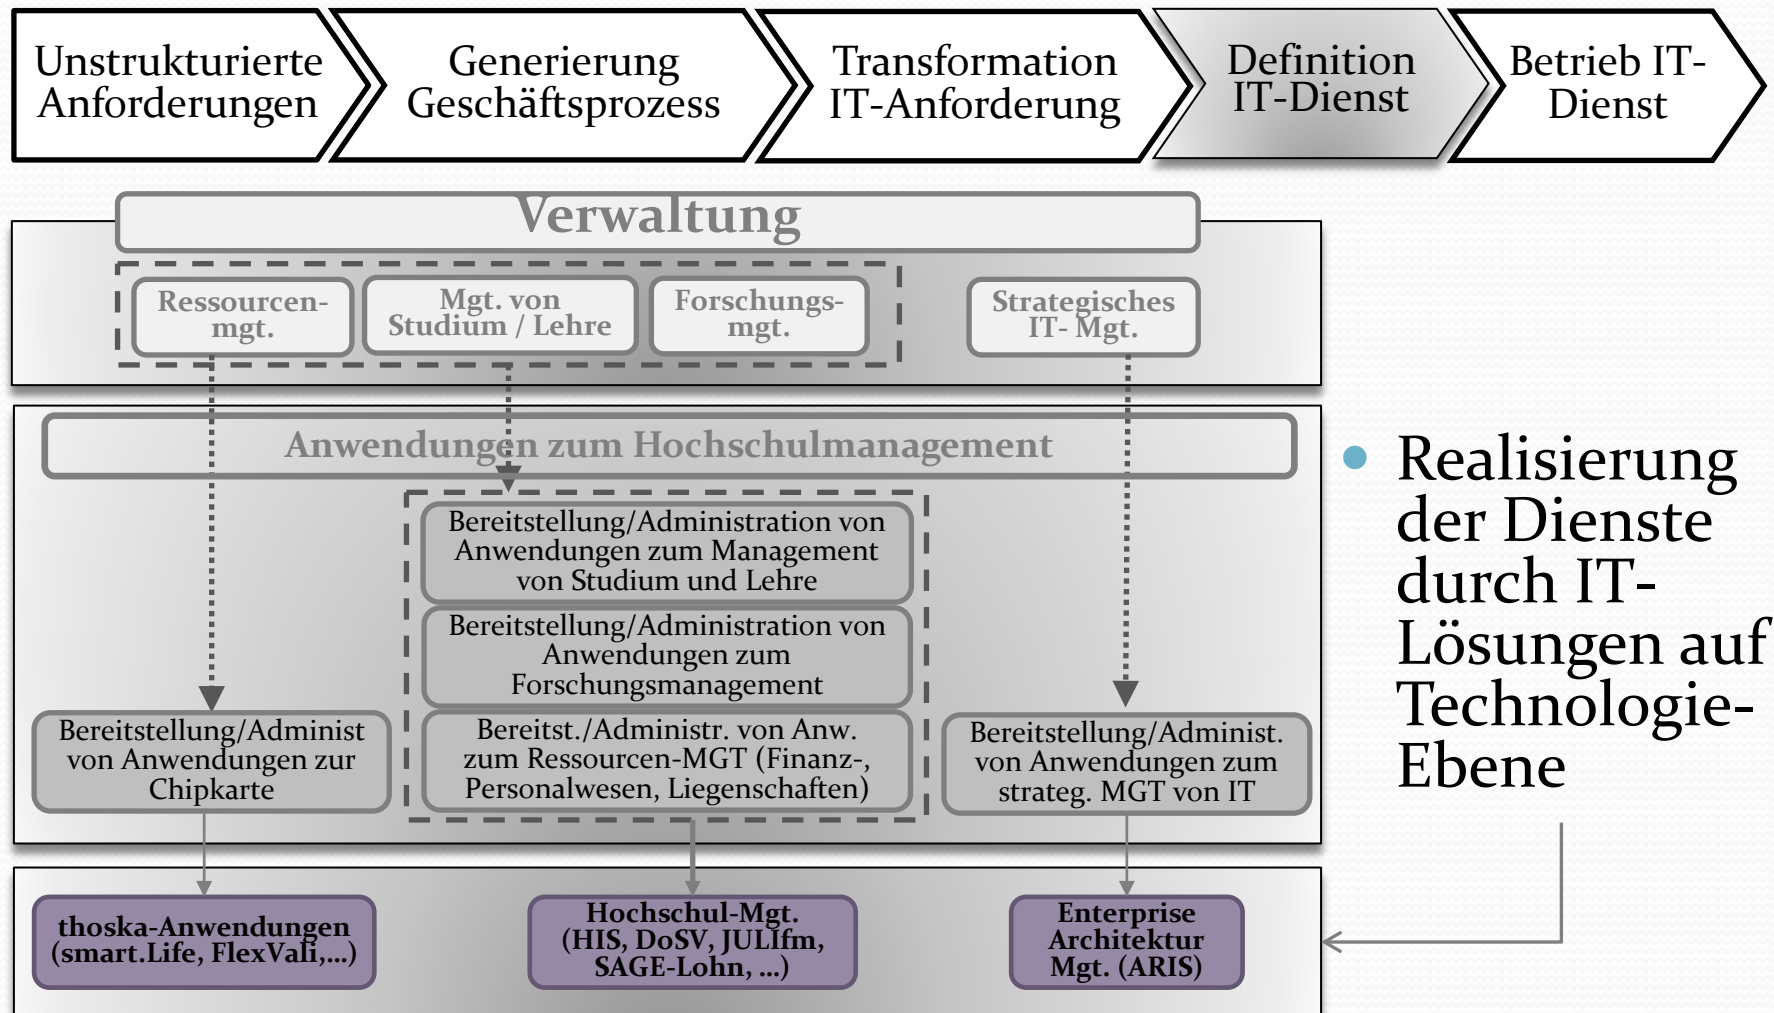 Unstrukturierte
Anforderungen
Generierung
Geschäftsprozess
Transformation
IT-Anforderung
Definition
IT-Dienst
Betrieb IT-
Dienst
Verwaltung
Ressourcen-
mgt.
Mgt. von
Studium / Lehre
Forschungs-
mgt.
Strategisches
IT- Mgt.
Anwendungen zum Hochschulmanagement
Bereitstellung/Administration von
Anwendungen zum Management
von Studium und Lehre
Bereitstellung/Administration von
Anwendungen zum
Forschungsmanagement
Bereitstellung/Administ
von Anwendungen zur
Chipkarte
Bereitst./Administr. von Anw.
zum Ressourcen-MGT (Finanz-,
Personalwesen, Liegenschaften)
Bereitstellung/Administ.
von Anwendungen zum
strateg. MGT von IT
thoska-Anwendungen
(smart.Life, FlexVali,...)
Hochschul-Mgt.
(HIS, DoSV, JULIfm,
SAGE-Lohn, ...)
Enterprise
Architektur
Mgt. (ARIS)
• Realisierung
der Dienste
durch IT-
Lösungen auf
Technologie-
Ebene